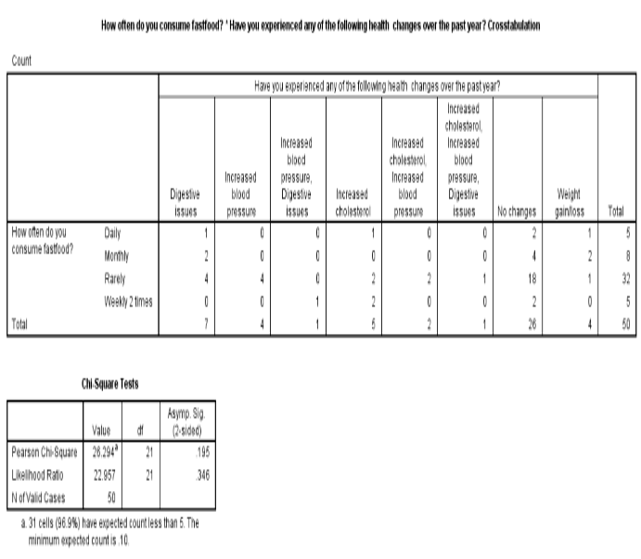 How often do you consume fastfood? * Have you experienced any of the following health changes over the past year? Crosstabulation
Count
Have you experienced any of the following health changes over the past year?
Digestive issues Increased blood pressure Increased blood pressure, Digestive issues Increased cholesterol Increased cholesterol, Increased blood pressure Increased cholesterol, Increased blood pressure, Digestive issues No changes Weight gain/loss Total
How often do you consume fastfood? Daily 1 0 0 1 0 0 2 1 5
Monthly 2 0 0 0 0 0 4 2 8
Rarely 4 4 0 2 2 1 18 1 32
Weekly 2 times 0 0 1 2 0 0 2 0 5
Total 7 4 1 5 2 1 26 4 50
Chi-Square Tests
Value df Asymp. Sig. (2-sided)
Pearson Chi-Square 26.294a 21 .195
Likelihood Ratio 22.957 21 .346
N of Valid Cases 50
a. 31 cells (96.9%) have expected count less than 5. The
minimum expected count is .10.